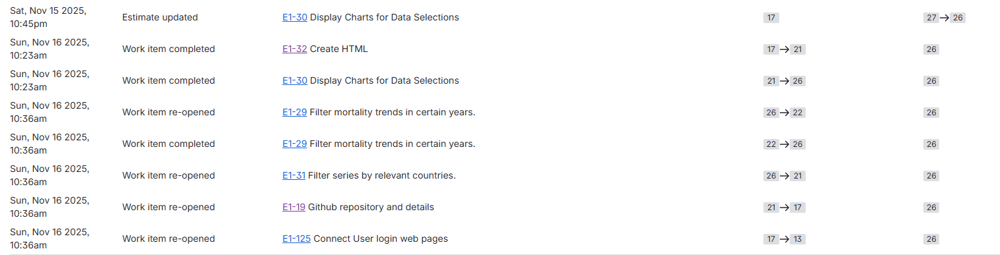 Sat, Nov 15 2025, 10:45pm Estimate updated E1-30 Display Charts for Data Selections 17 27→26
Sun, Nov 16 2025, 10:23am Work item completed E1-32 Create HTML 17→21 26
Sun, Nov 16 2025, 10:23am Work item completed E1-30 Display Charts for Data Selections 21→26 26
Sun, Nov 16 2025, 10:36am Work item re-opened E1-29 Filter mortality trends in certain years. 26→22 26
Sun, Nov 16 2025, 10:36am Work item completed E1-29 Filter mortality trends in certain years. 22→26 26
Sun, Nov 16 2025, 10:36am Work item re-opened E1-31 Filter series by relevant countries. 26→21 26
Sun, Nov 16 2025, 10:36am Work item re-opened E1-19 Github repository and details 21→17 26
Sun, Nov 16 2025, 10:36am Work item re-opened E1-125 Connect User login web pages 17→13 26